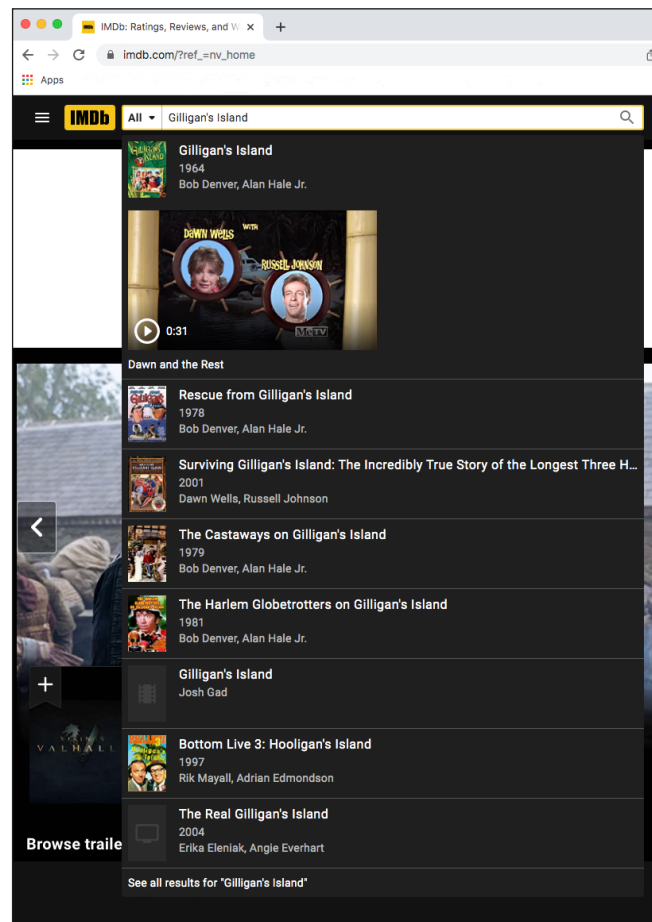 IMDb: Ratings, Reviews, and W
imdb.com/?ref_=nv_home
Apps
IMDb
All
Gilligan's Island
Gilligan's Island
1964
Bob Denver, Alan Hale Jr.
DAWN WELLS WITH
RUSSELL JOHNSON
0:31
MeTV
Dawn and the Rest
Rescue from Gilligan's Island
1978
Bob Denver, Alan Hale Jr.
Surviving Gilligan's Island: The Incredibly True Story of the Longest Three H...
2001
Dawn Wells, Russell Johnson
The Castaways on Gilligan's Island
1979
Bob Denver, Alan Hale Jr.
The Harlem Globetrotters on Gilligan's Island
1981
Bob Denver, Alan Hale Jr.
Gilligan's Island
Josh Gad
VIKINGS
VALHALL
Bottom Live 3: Hooligan's Island
1997
Rik Mayall, Adrian Edmondson
The Real Gilligan's Island
2004
Erika Eleniak, Angie Everhart
Browse traile
See all results for "Gilligan's Island"